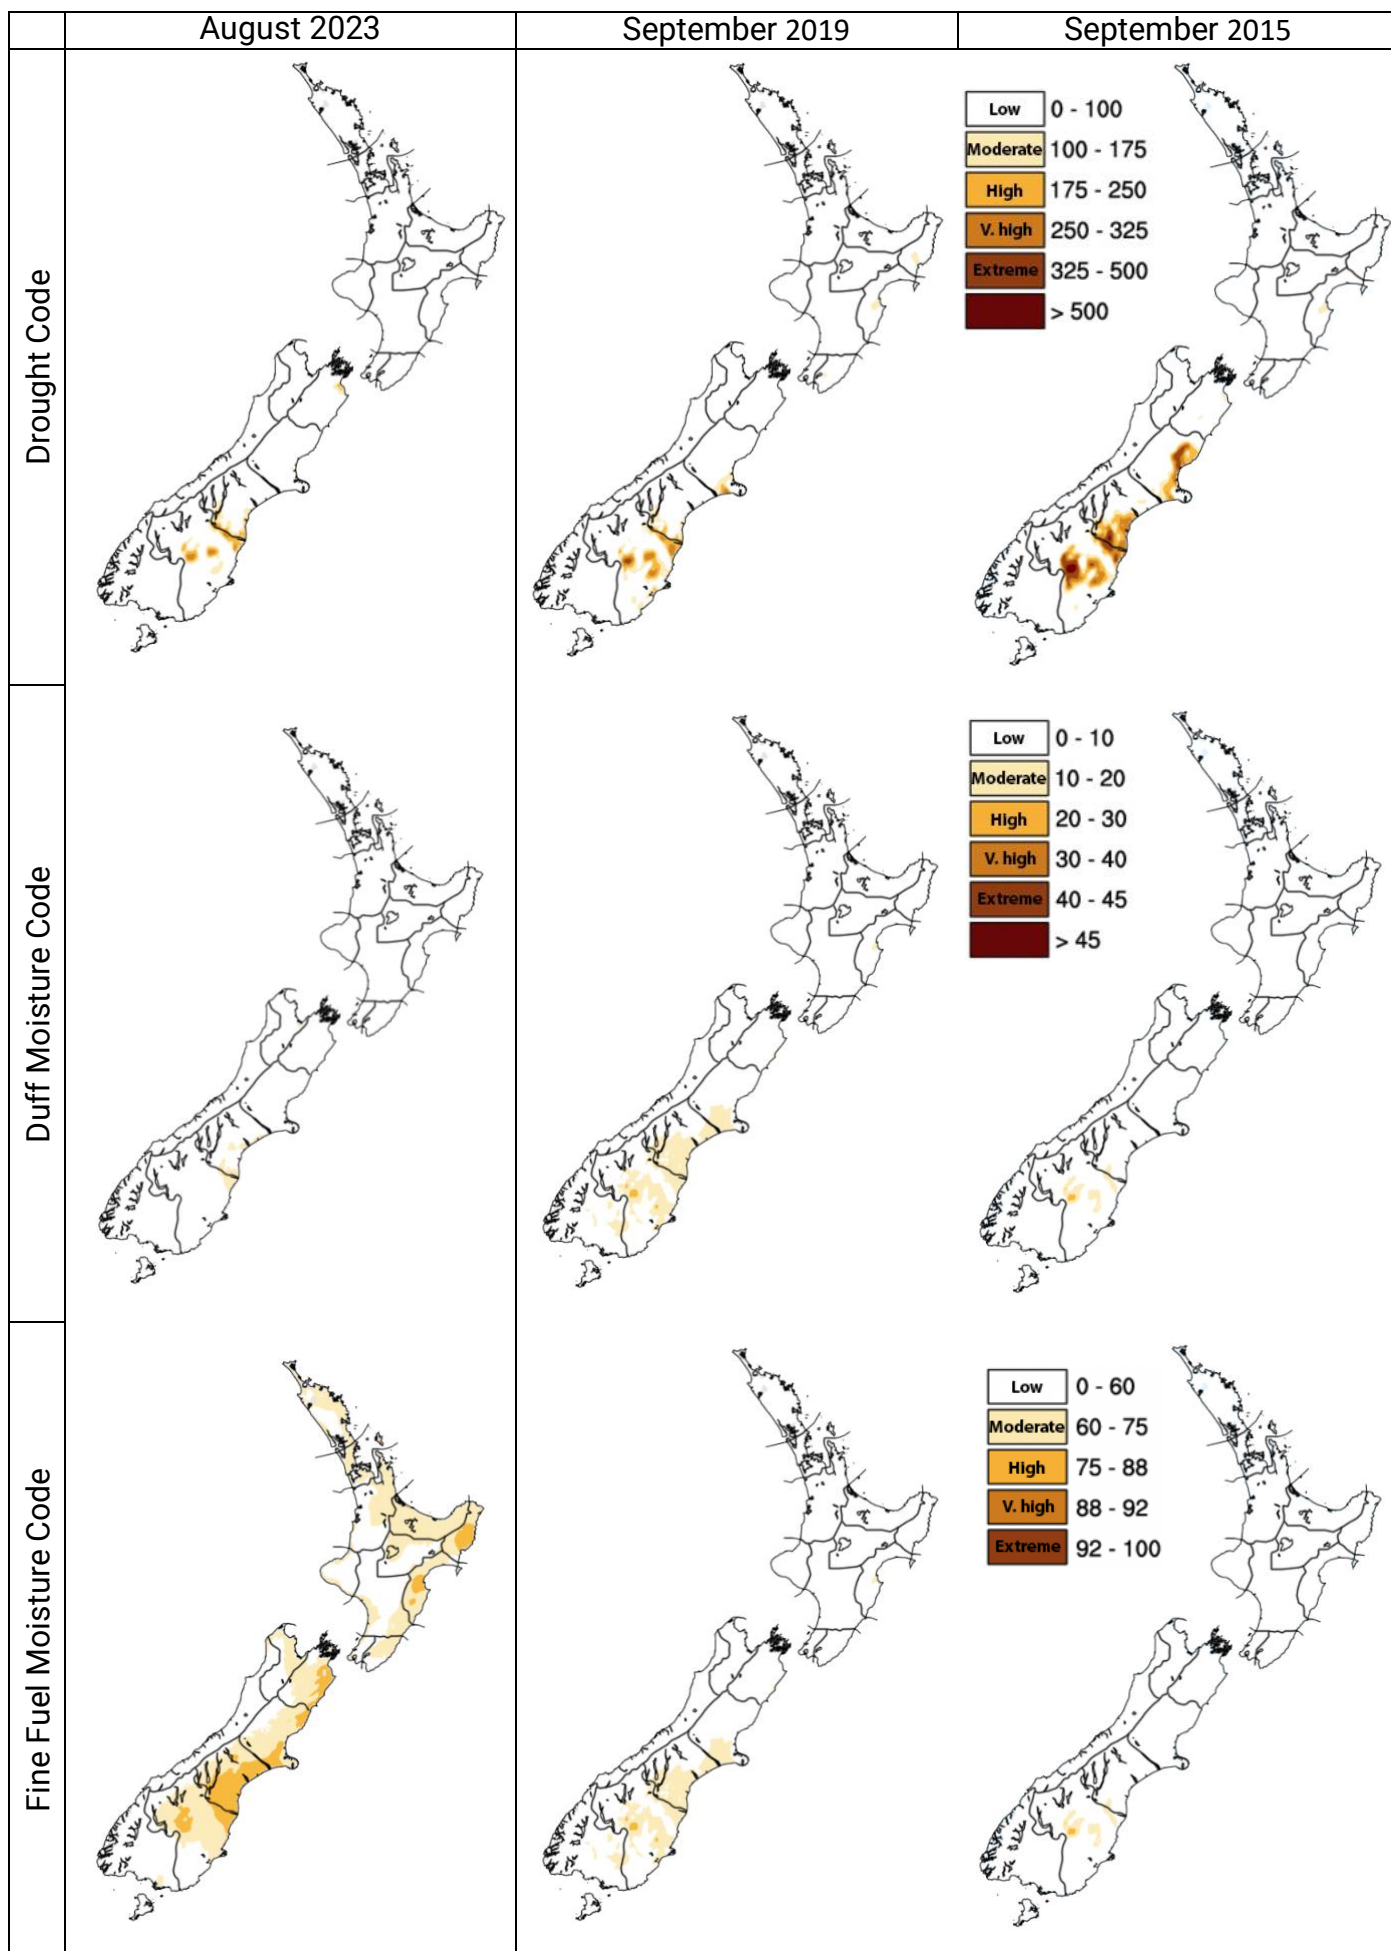 August 2023
September 2019
September 2015
Drought Code
Low 0 - 100
Moderate 100 - 175
High 175 - 250
V. high 250 - 325
Extreme 325 - 500
> 500
Duff Moisture Code
Low 0 - 10
Moderate 10 - 20
High 20 - 30
V. high 30 - 40
Extreme 40 - 45
> 45
Fine Fuel Moisture Code
Low 0 - 60
Moderate 60 - 75
High 75 - 88
V. high 88 - 92
Extreme 92 - 100